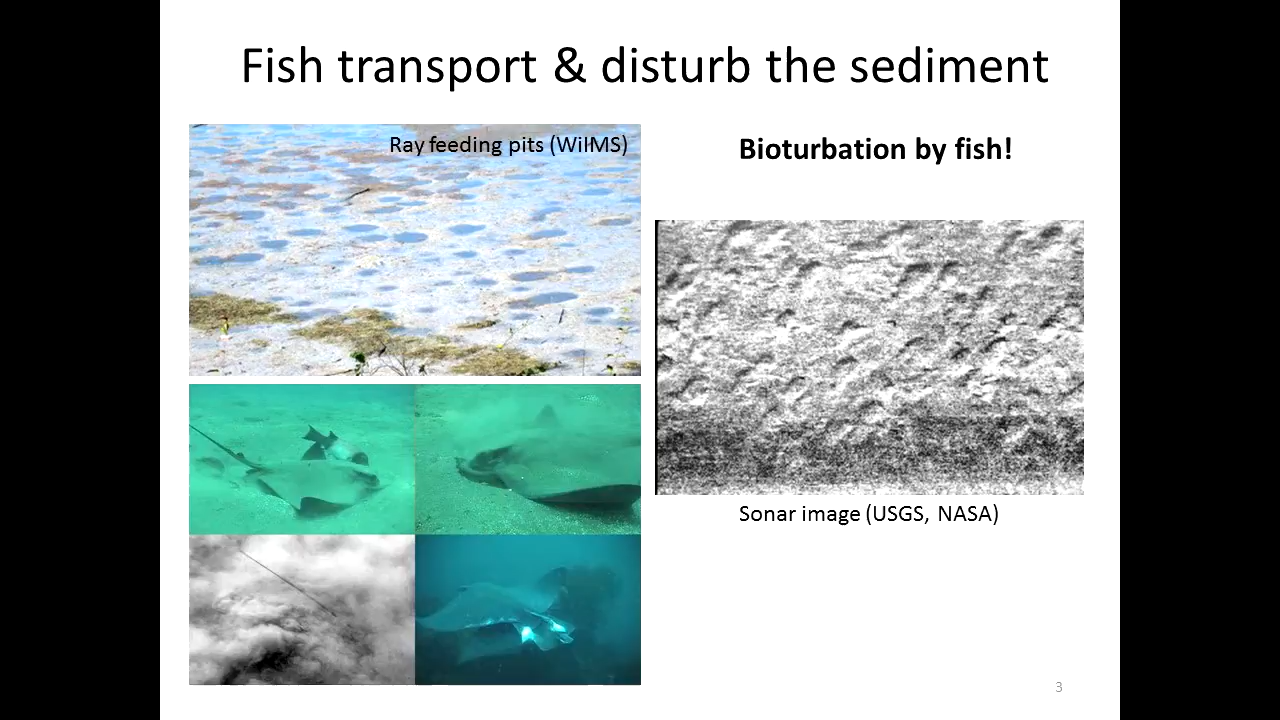 Fish transport & disturb the sediment
Ray feeding pits (WiIMS)
Bioturbation by fish!
Sonar image (USGS, NASA)
3